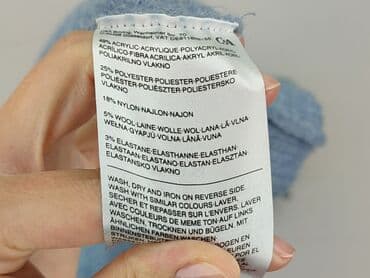 C&A
49% ACRYLIC-ACRYLIQUE-POLYACRYL-
ACRILICO-FIBRA ACRILICA-AKRYL-
POLIAKRILNO VLAKNO
25% POLYESTER-POLIESTER-POLIESTERE
POLIÉSTER-POLIÉSZTER-POLIESTERSKO
VLAKNO
18% NYLON-NAJLON-NAJON
5% WOOL-LAINE-WOLLE-WOL-LANA-LÃ-VLNA
WEŁNA-GYAPJÚ-VOLNA-LÂNĂ-VUNA
3% ELASTANE-ELASTHANNE-ELASTHAN-
ELASTAAN-ELASTANO-ELASTAN-ELASZTÁN-
ELASTANSKO VLAKNO
WASH, DRY AND IRON ON REVERSE SIDE
WASH WITH SIMILAR COLOURS-LAVER,
SECHER ET REPASSER SUR L'ENVERS. LAVER
AVEC COULEURS DE MEME TON-AUF LINKS
WASCHEN, TROCKNEN UND BÜGELN. MIT
ÄHNLICHEN FARBEN WASCHEN